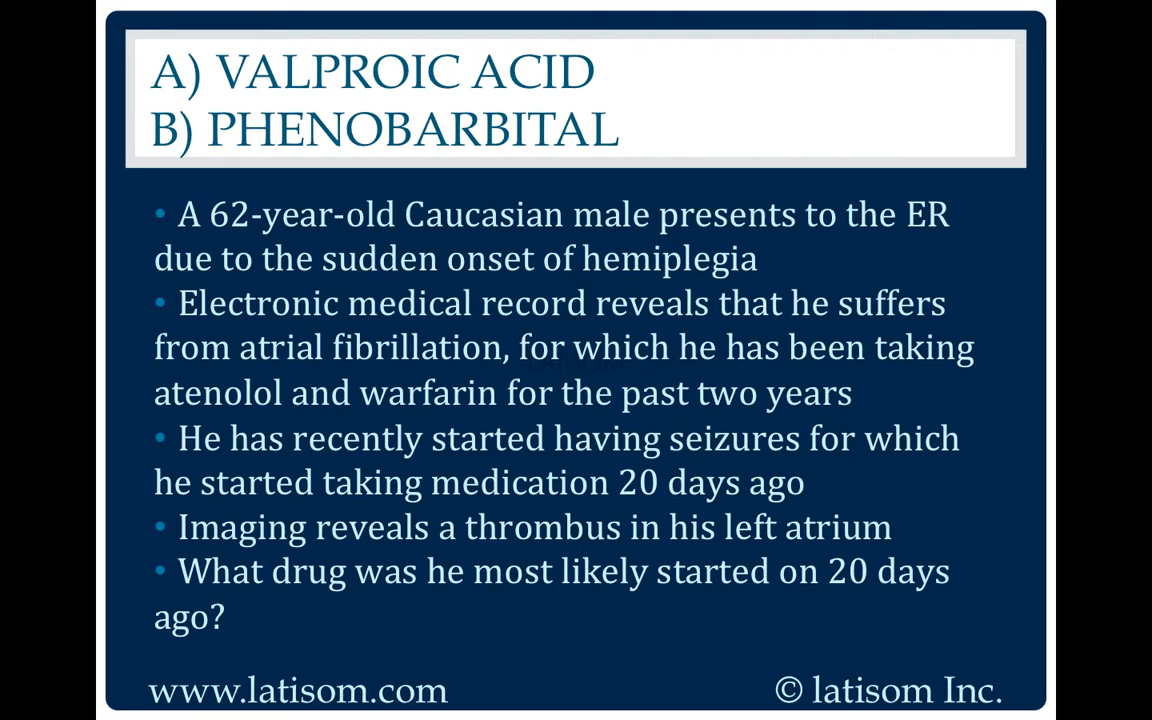 A) VALPROIC ACID
B) PHENOBARBITAL
• A 62-year-old Caucasian male presents to the ER
due to the sudden onset of hemiplegia
• Electronic medical record reveals that he suffers
from atrial fibrillation, for which he has been taking
atenolol and warfarin for the past two years
• He has recently started having seizures for which
he started taking medication 20 days ago
• Imaging reveals a thrombus in his left atrium
• What drug was he most likely started on 20 days
ago?
www.latisom.com © latisom Inc.